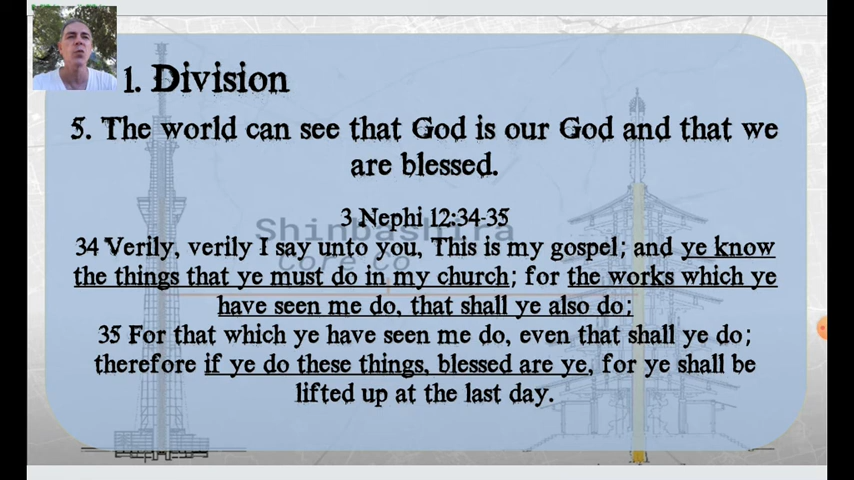 1. Division
5. The world can see that God is our God and that we
are blessed.
3 Nephi 12:34-35
Shinbashira
34 Verily, verily I say unto you, This is my gospel; and ye know
Core Co
the things that ye must do in my church; for the works which ye
have seen me do, that shall ye also do;
35 For that which ye have seen me do, even that shall ye do;
therefore if ye do these things, blessed are ye, for ye shall be
lifted up at the last day.